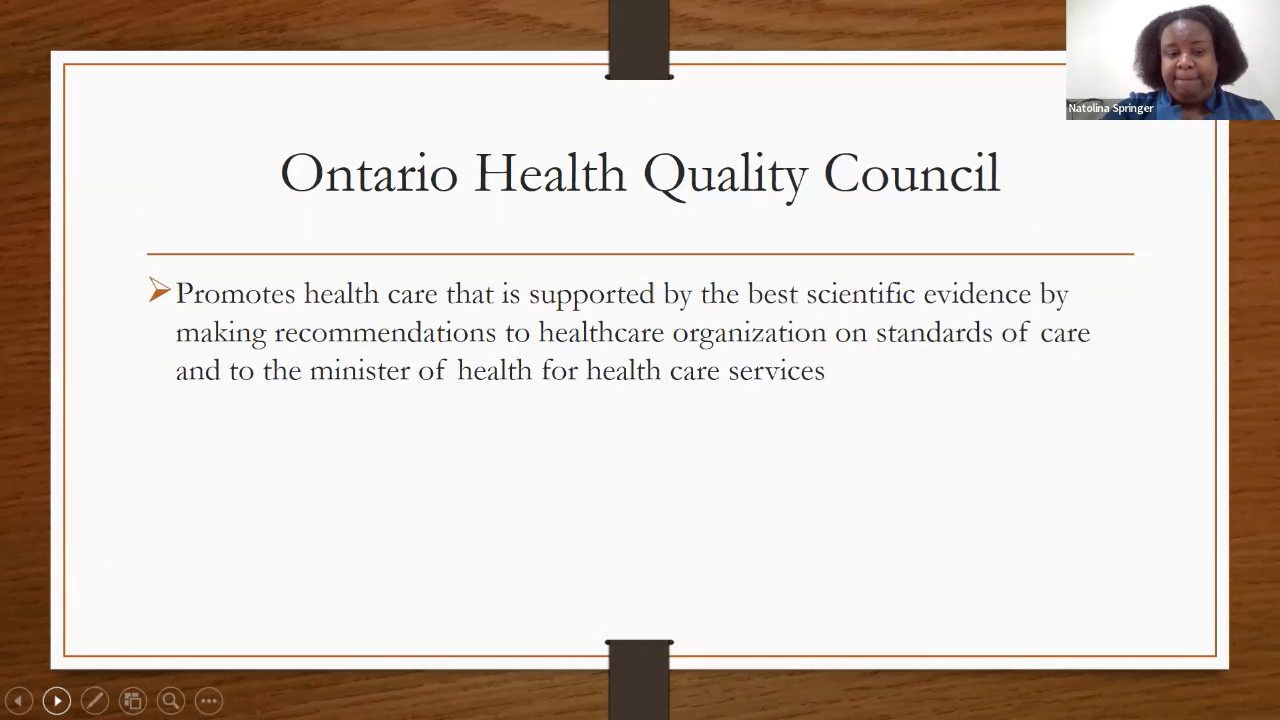 Natolina Springer
Ontario Health Quality Council
Promotes health care that is supported by the best scientific evidence by
making recommendations to healthcare organization on standards of care
and to the minister of health for health care services